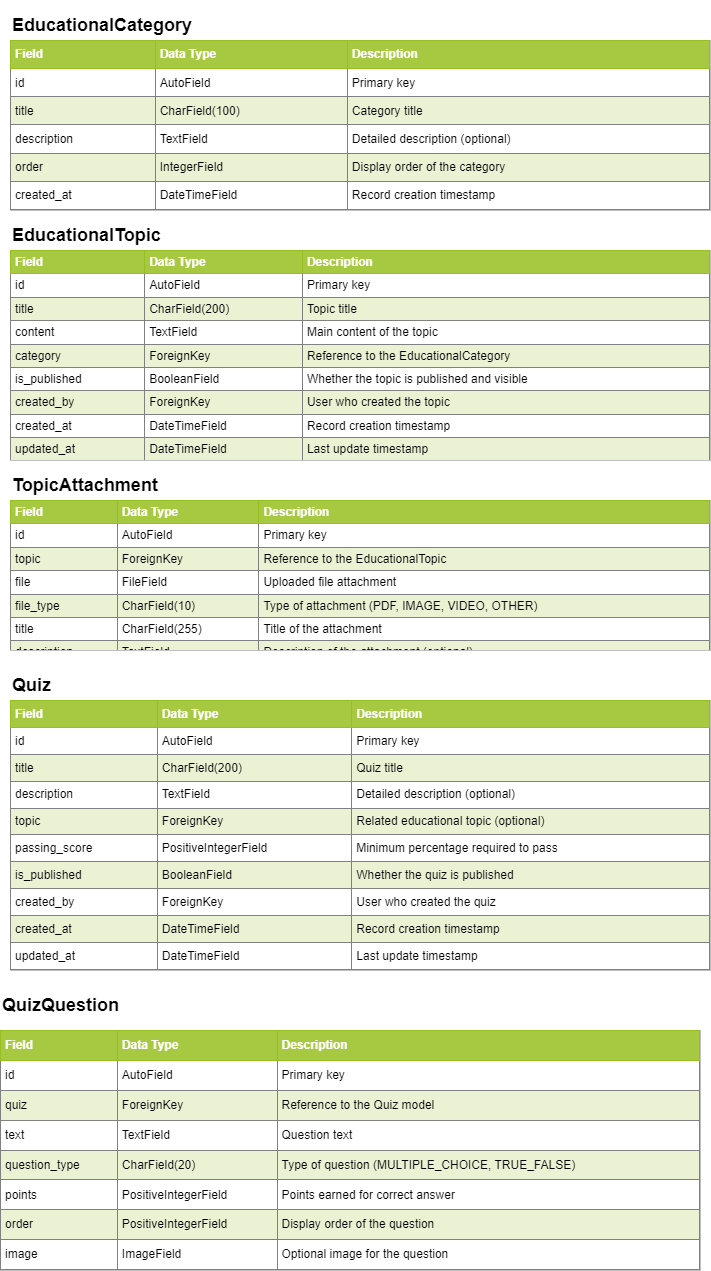 EducationalCategory
Field Data Type Description
id AutoField Primary key
title CharField(100) Category title
description TextField Detailed description (optional)
order IntegerField Display order of the category
created_at DateTimeField Record creation timestamp
EducationalTopic
Field Data Type Description
id AutoField Primary key
title CharField(200) Topic title
content TextField Main content of the topic
category ForeignKey Reference to the EducationalCategory
is_published BooleanField Whether the topic is published and visible
created_by ForeignKey User who created the topic
created_at DateTimeField Record creation timestamp
updated_at DateTimeField Last update timestamp
TopicAttachment
Field Data Type Description
id AutoField Primary key
topic ForeignKey Reference to the EducationalTopic
file FileField Uploaded file attachment
file_type CharField(10) Type of attachment (PDF, IMAGE, VIDEO, OTHER)
title CharField(255) Title of the attachment
description TextField Description of the attachment (optional)
Quiz
Field Data Type Description
id AutoField Primary key
title CharField(200) Quiz title
description TextField Detailed description (optional)
topic ForeignKey Related educational topic (optional)
passing_score PositiveIntegerField Minimum percentage required to pass
is_published BooleanField Whether the quiz is published
created_by ForeignKey User who created the quiz
created_at DateTimeField Record creation timestamp
updated_at DateTimeField Last update timestamp
QuizQuestion
Field Data Type Description
id AutoField Primary key
quiz ForeignKey Reference to the Quiz model
text TextField Question text
question_type CharField(20) Type of question (MULTIPLE_CHOICE, TRUE_FALSE)
points PositiveIntegerField Points earned for correct answer
order PositiveIntegerField Display order of the question
image ImageField Optional image for the question